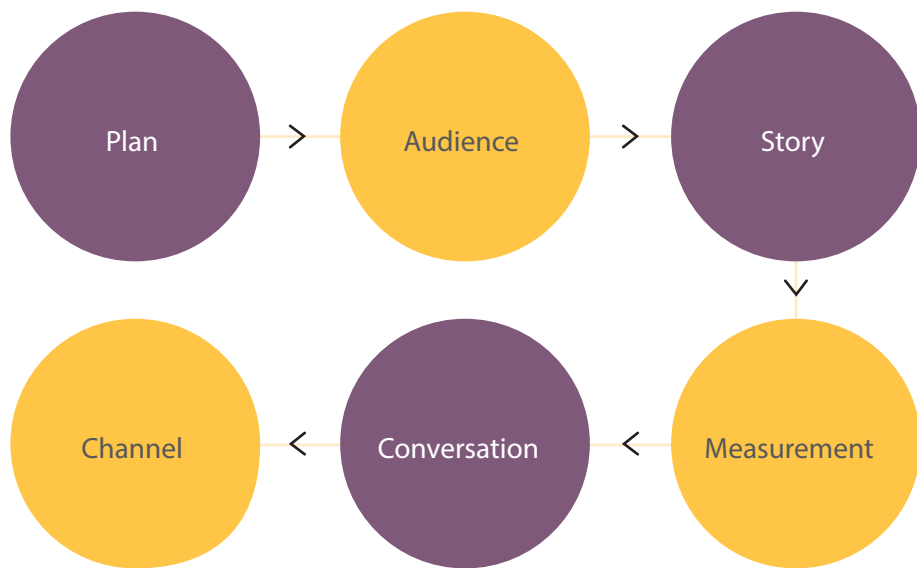 Plan
Audience
Story
Measurement
Conversation
Channel